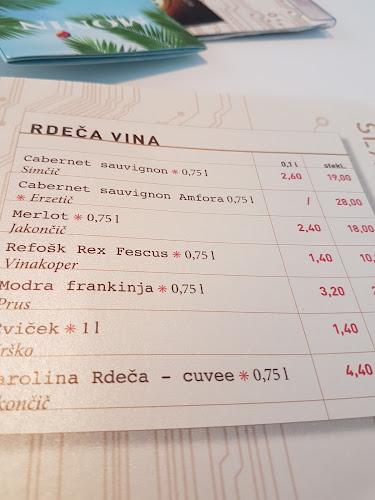 RDEČA VINA
0,1 l stekl.
Cabernet sauvignon * 0,75 l 2,60 19,00
Simčič
Cabernet sauvignon Amfora 0,75 l / 28,00
* Erzetič
Merlot * 0,75 l 2,40 18,00
Jakončič
Refošk Rex Fescus * 0,75 l 1,40
Vinakoper
Modra frankinja * 0,75 l 3,20
Prus
* 1 l 1,40
Rdeča - cuvee * 0,75 l 4,40